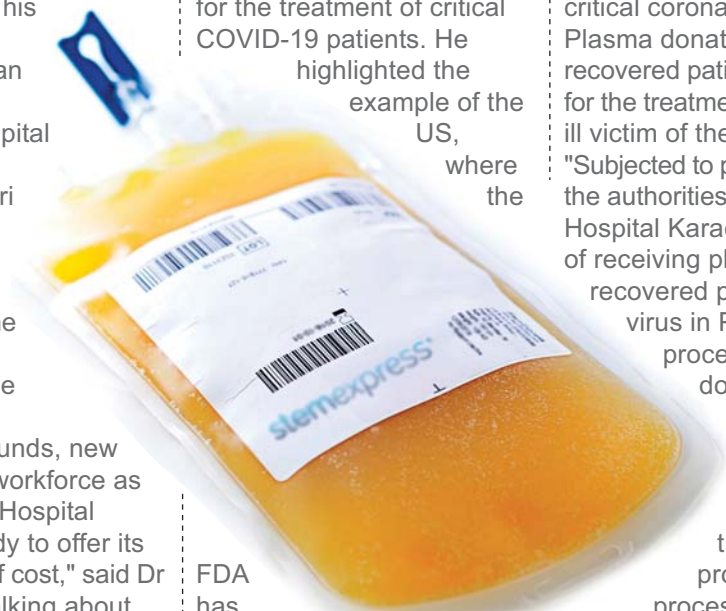 his
an
pital
ri
ne
e
unds, new
workforce as
Hospital
dy to offer its
f cost," said Dr
lking about
for the treatment of critical
COVID-19 patients. He
highlighted the
example of the
US,
where
the
FDA
has
critical corona
Plasma donat
recovered pati
for the treatme
ill victim of the
"Subjected to p
the authorities
Hospital Karac
of receiving pl
recovered p
virus in P
proce
do
t
pro
proces
LOT
stemexpress